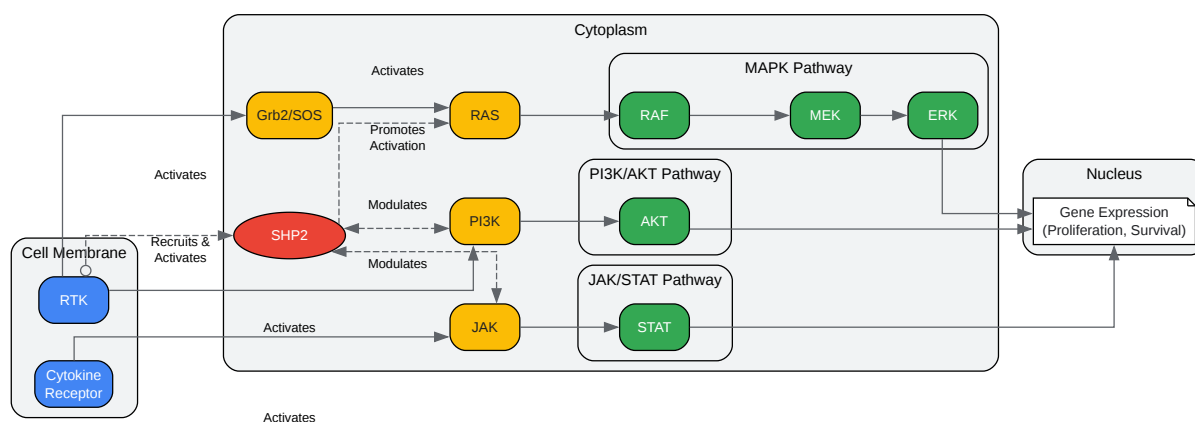 Cytoplasm
MAPK Pathway
Activates
Grb2/SOS
RAS
RAF
MEK
ERK
Promotes
Activation
PI3K/AKT Pathway
Nucleus
Activates
Modulates
PI3K
AKT
Gene Expression
(Proliferation, Survival)
SHP2
Recruits &
Activates
Cell Membrane
Modulates
JAK/STAT Pathway
RTK
Activates
JAK
STAT
Cytokine
Receptor
Activates